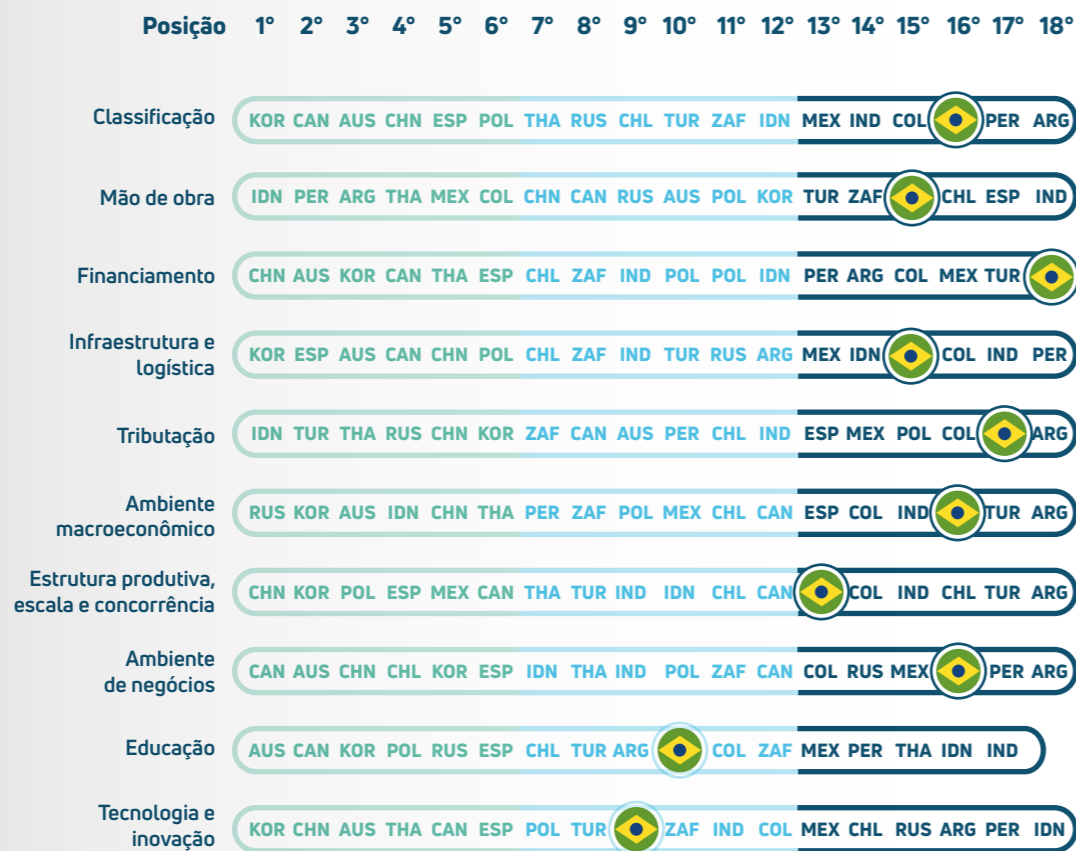 Posição 1° 2° 3° 4° 5° 6° 7° 8° 9° 10° 11° 12° 13° 14° 15° 16° 17° 18°
Classificação KOR CAN AUS CHN ESP POL THA RUS CHL TUR ZAF IDN MEX IND COL PER ARG
Mão de obra IDN PER ARG THA MEX COL CHN CAN RUS AUS POL KOR TUR ZAF CHL ESP IND
Financiamento CHN AUS KOR CAN THA ESP CHL ZAF IND POL POL IDN PER ARG COL MEX TUR
Infraestrutura e
logística KOR ESP AUS CAN CHN POL CHL ZAF IND TUR RUS ARG MEX IDN COL IND PER
Tributação IDN TUR THA RUS CHN KOR ZAF CAN AUS PER CHL IND ESP MEX POL COL ARG
Ambiente
macroeconômico RUS KOR AUS IDN CHN THA PER ZAF POL MEX CHL CAN ESP COL IND TUR ARG
Estrutura produtiva,
escala e concorrência CHN KOR POL ESP MEX CAN THA TUR IND IDN CHL CAN COL IND CHL TUR ARG
Ambiente
de negócios CAN AUS CHN CHL KOR ESP IDN THA IND POL ZAF CAN COL RUS MEX PER ARG
Educação AUS CAN KOR POL RUS ESP CHL TUR ARG COL ZAF MEX PER THA IDN IND
Tecnologia e
inovação KOR CHN AUS THA CAN ESP POL TUR ZAF IND COL MEX CHL RUS ARG PER IDN